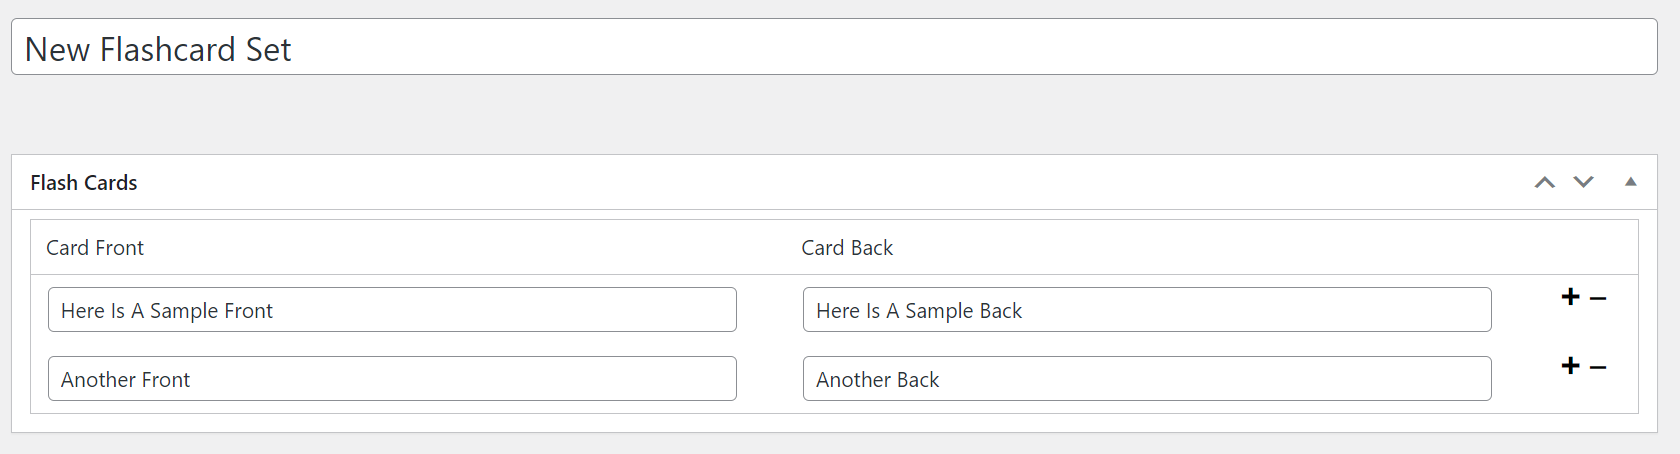 New Flashcard Set
Flash Cards
Card Front Card Back
Here Is A Sample Front Here Is A Sample Back
Another Front Another Back